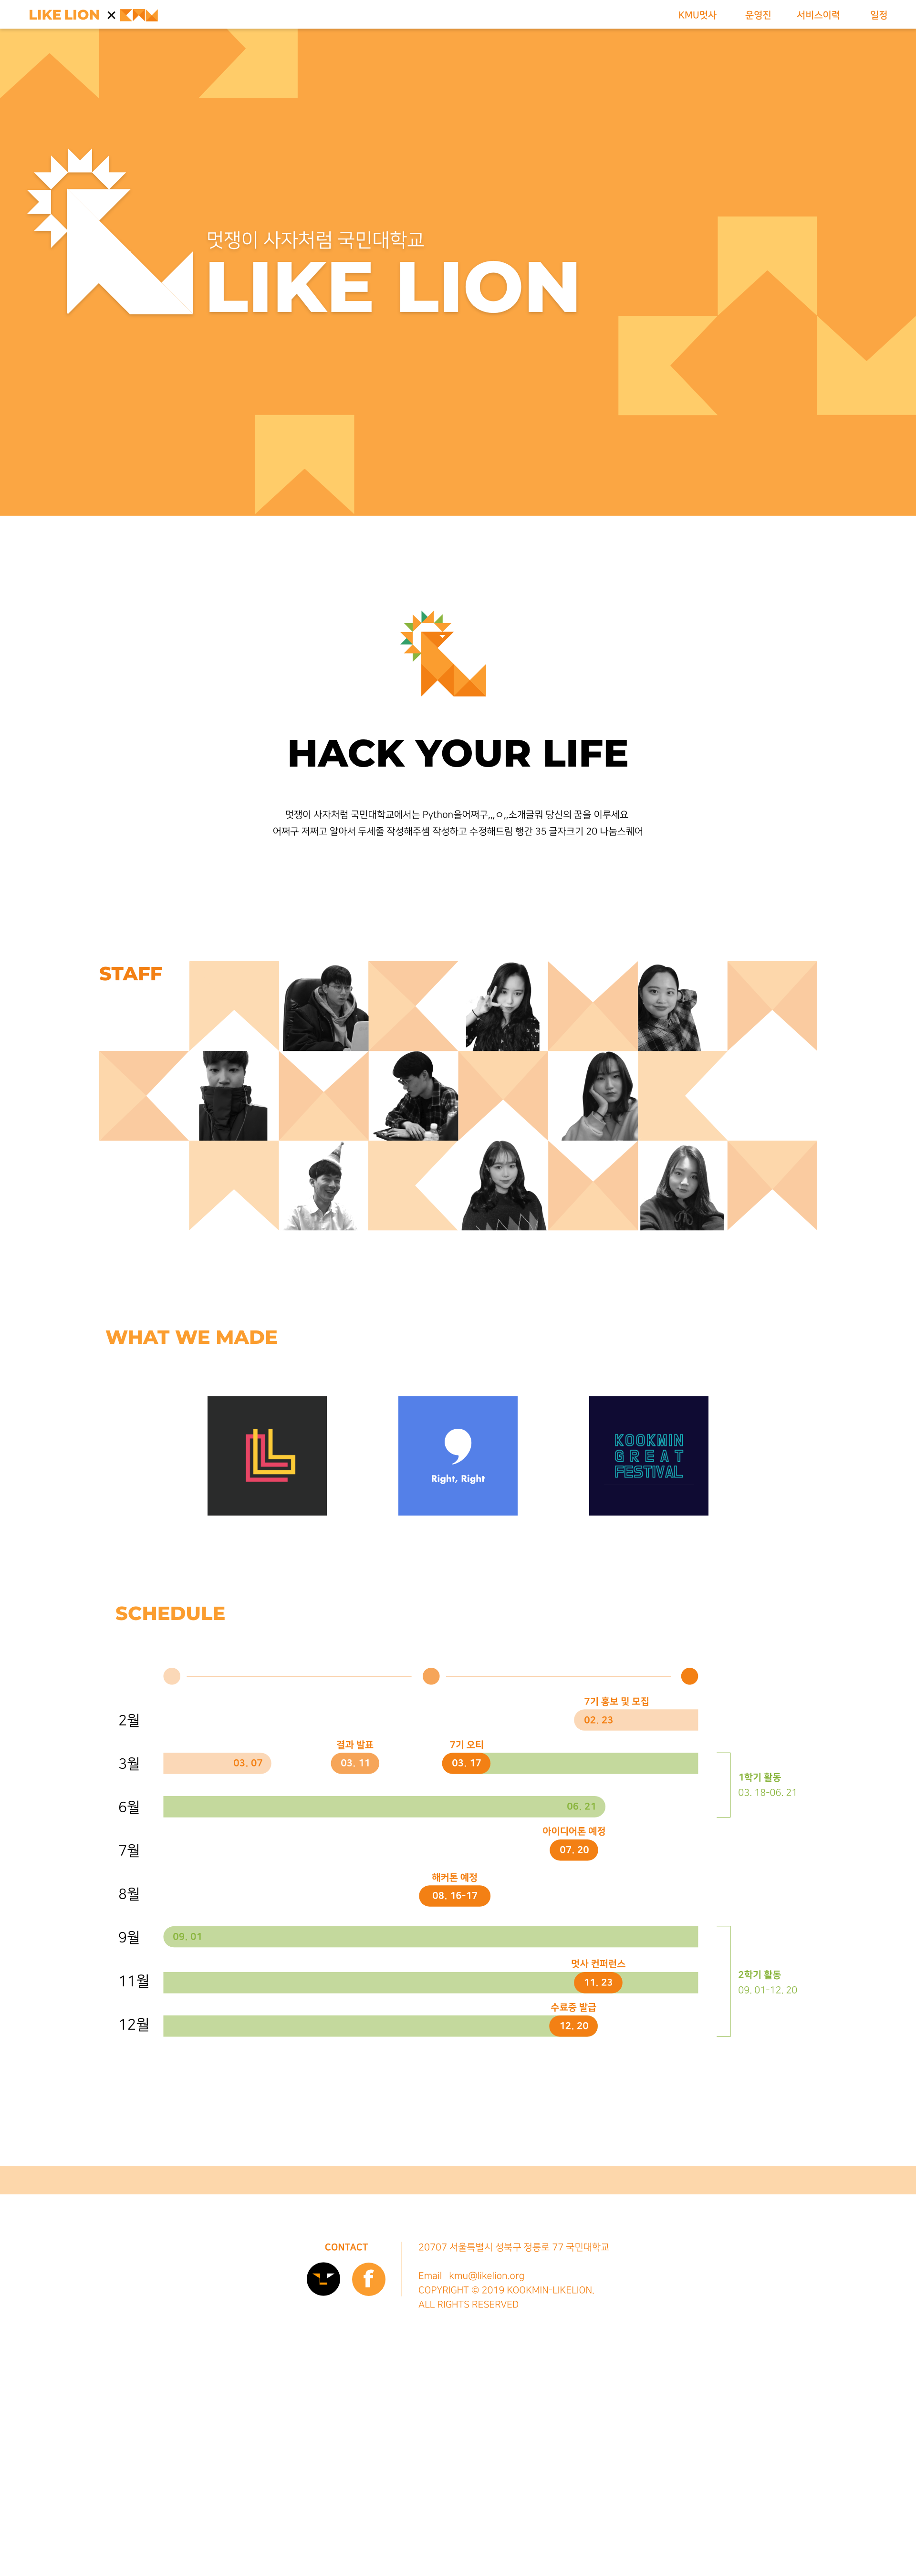 LIKE LION × KMU
KMU멋사 운영진 서비스이력 일정
멋쟁이 사자처럼 국민대학교
LIKE LION
HACK YOUR LIFE
멋쟁이 사자처럼 국민대학교에서는 Python을어쩌구,,,ㅇ,,소개글뭐 당신의 꿈을 이루세요
어쩌구 저쩌고 알아서 두세줄 작성해주셈 작성하고 수정해드림 행간 35 글자크기 20 나눔스퀘어
STAFF
WHAT WE MADE
Right, Right
KOOKMIN
GREAT
FESTIVAL
SCHEDULE
7기 홍보 및 모집
2월 02. 23
결과 발표 7기 오티
3월 03. 07 03. 11 03. 17
1학기 활동
03. 18-06. 21
6월 06. 21
아이디어톤 예정
7월 07. 20
해커톤 예정
8월 08. 16-17
9월 09. 01
멋사 컨퍼런스
2학기 활동
11월 11. 23
09. 01-12. 20
수료증 발급
12월 12. 20
CONTACT
20707 서울특별시 성북구 정릉로 77 국민대학교
Email kmu@likelion.org
COPYRIGHT © 2019 KOOKMIN-LIKELION.
ALL RIGHTS RESERVED